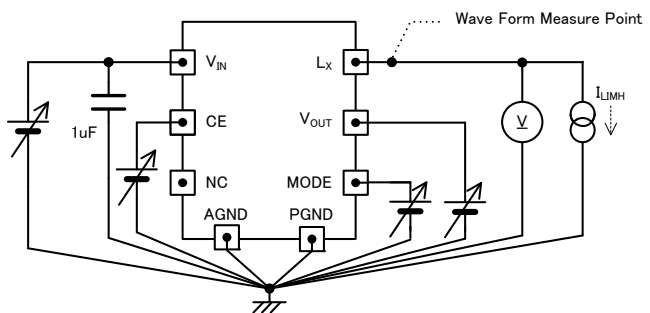 Wave Form Measure Point
VIN
LX
ILIMH
1uF
CE
VOUT
V
NC
MODE
AGND
PGND